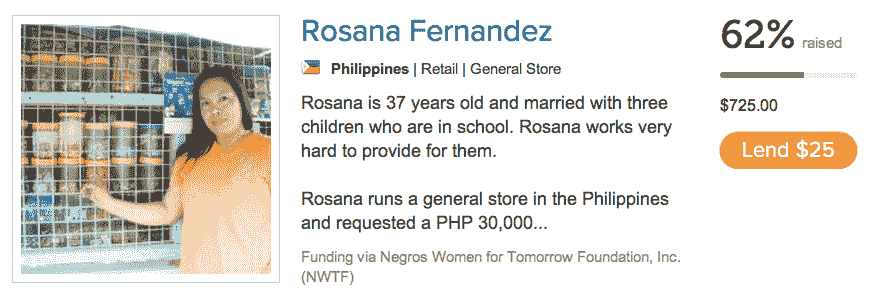 Rosana Fernandez
Philippines | Retail | General Store
Rosana is 37 years old and married with three
children who are in school. Rosana works very
hard to provide for them.
Rosana runs a general store in the Philippines
and requested a PHP 30,000...
Funding via Negros Women for Tomorrow Foundation, Inc.
(NWTF)
62% raised
$725.00
Lend $25